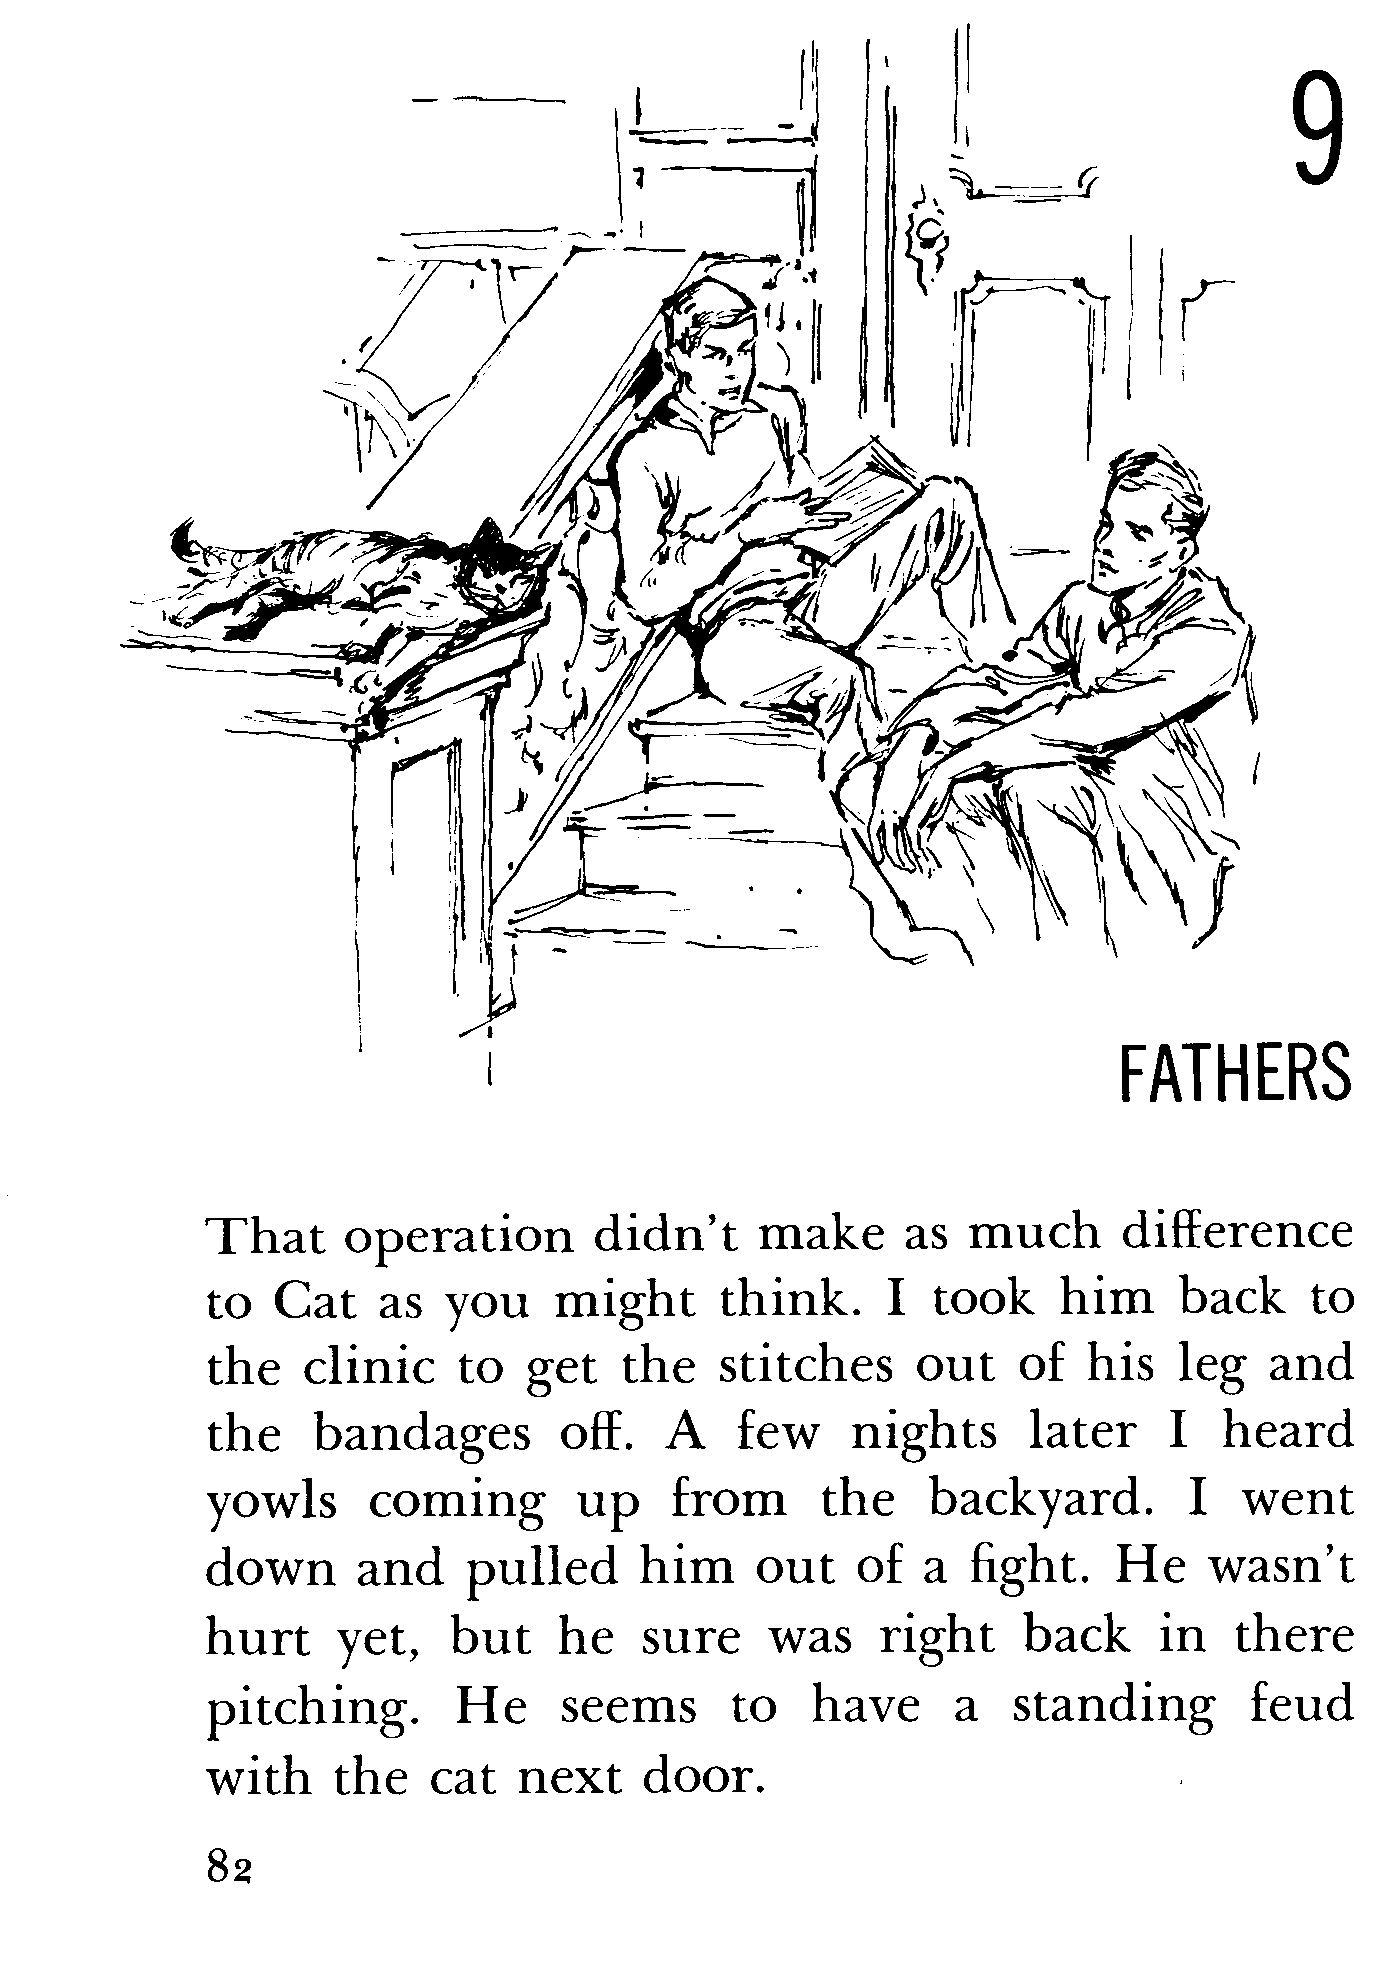 9
FATHERS
That operation didn't make as much difference
to Cat as you might think. I took him back to
the clinic to get the stitches out of his leg and
the bandages off. A few nights later I heard
yowls coming up from the backyard. I went
down and pulled him out of a fight. He wasn't
hurt yet, but he sure was right back in there
pitching. He seems to have a standing feud
with the cat next door.
82